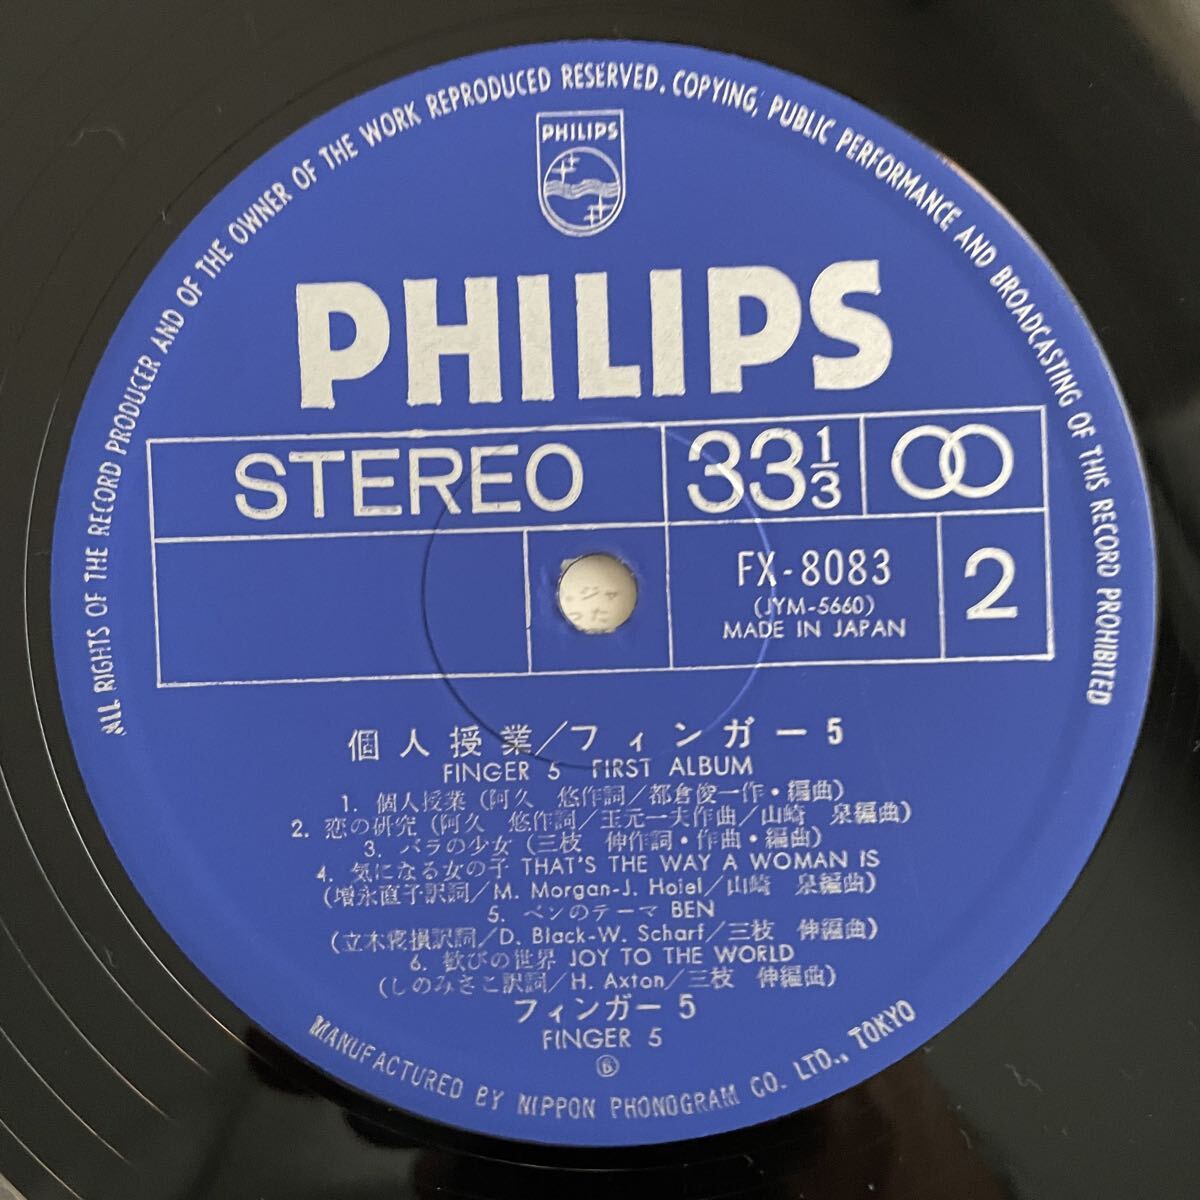 ALL RIGHTS OF THE RECORD PRODUCER AND OF THE OWNER OF THE WORK REPRODUCED RESERVED. COPYING, PUBLIC PERFORMANCE AND BROADCASTING OF THIS RECORD PROHIBITED
PHILIPS
PHILIPS
STEREO 33 1/3
FX-8083 2
(JYM-5660)
MADE IN JAPAN
個人授業/フィンガー5
FINGER 5 FIRST ALBUM
1. 個人授業 (阿久 悠作詞/都倉俊一作・編曲)
2. 恋の研究 (阿久 悠作詞/玉元一夫作曲/山崎 泉編曲)
3. バラの少女 (三枝 伸作詞・作曲・編曲)
4. 気になる女の子 THAT'S THE WAY A WOMAN IS
(増永直子訳詞/M. Morgan-J. Hoiel/山崎 泉編曲)
5. ベンのテーマ BEN
(立木寝損訳詞/D. Black-W. Scharf/三枝 伸編曲)
6. 歓びの世界 JOY TO THE WORLD
(しのみさこ訳詞/H. Axton/三枝 伸編曲)
フィンガー5
FINGER 5
MANUFACTURED BY NIPPON PHONOGRAM CO. LTD., TOKYO